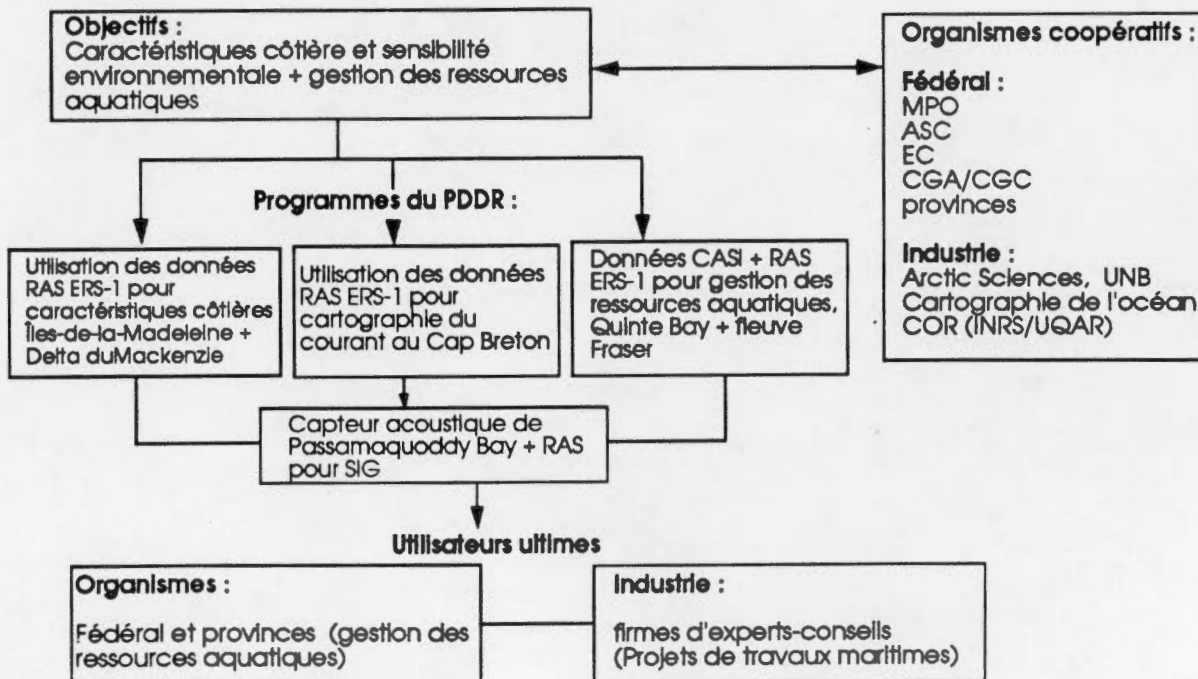 Objectifs :
Caractéristiques côtière et sensibilité
environnementale + gestion des ressources
aquatiques
Organismes coopératifs :
Fédéral :
MPO
ASC
EC
CGA/CGC
provinces
Industrie :
Arctic Sciences, UNB
Cartographie de l'océan
COR (INRS/UQAR)
Programmes du PDDR :
Utilisation des données
RAS ERS-1 pour
caractéristiques côtières
Îles-de-la-Madeleine +
Delta duMackenzie
Utilisation des données
RAS ERS-1 pour
cartographie du
courant au Cap Breton
Données CASI + RAS
ERS-1 pour gestion des
ressources aquatiques,
Quinte Bay + fleuve
Fraser
Capteur acoustique de
Passamaquoddy Bay + RAS
pour SIG
Utilisateurs ultimes
Organismes :
Fédéral et provinces (gestion des
ressources aquatiques)
Industrie :
firmes d'experts-conseils
(Projets de travaux maritimes)